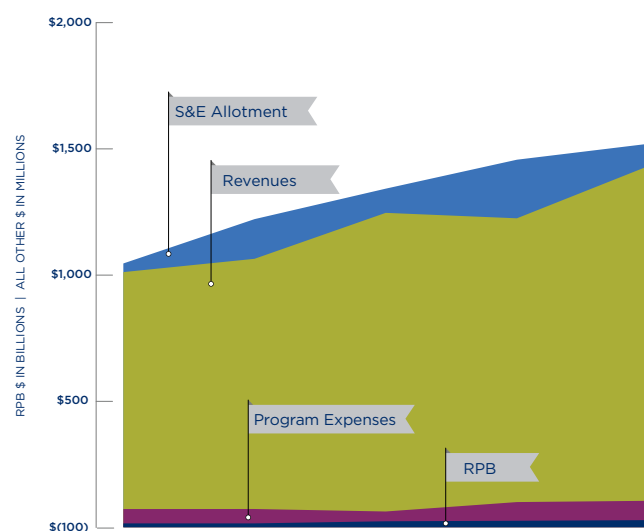 $2,000
S&E Allotment
$1,500
Revenues
$1,000
$500
Program Expenses
RPB
$(100)
RPB $ IN BILLIONS | ALL OTHER $ IN MILLIONS